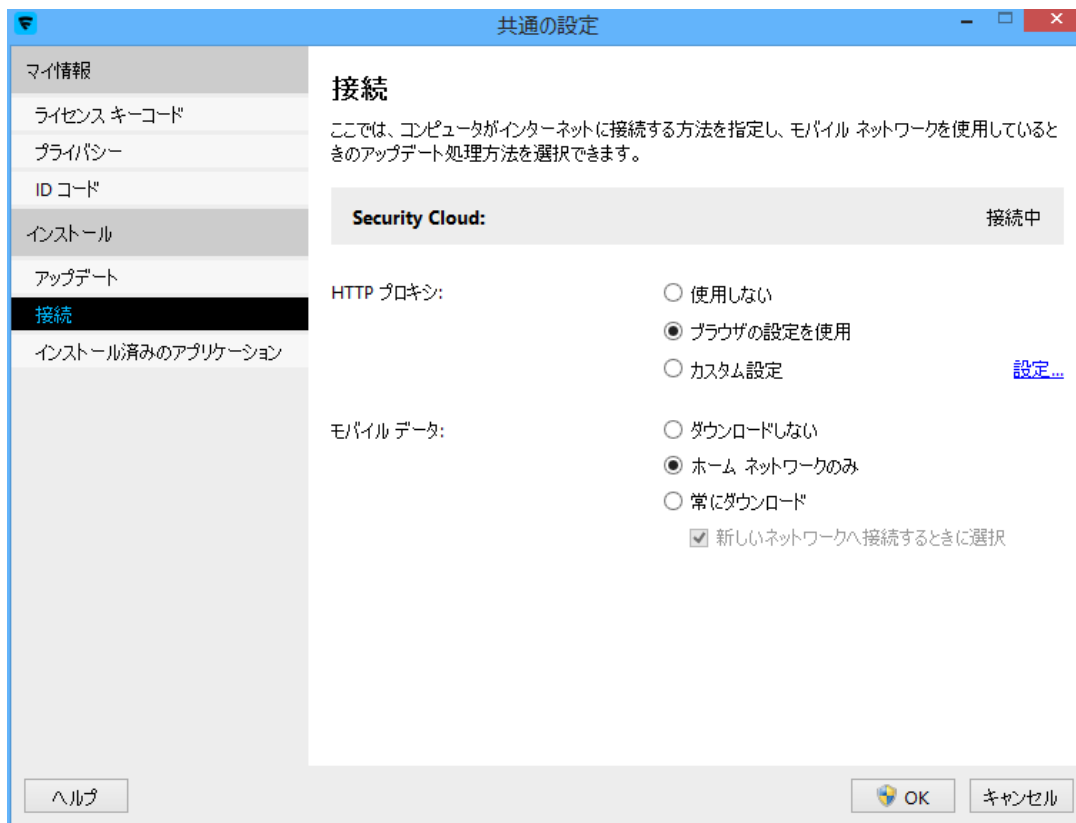 共通の設定
マイ情報
ライセンス キーコード
プライバシー
ID コード
インストール
アップデート
接続
インストール済みのアプリケーション
接続
ここでは、コンピュータがインターネットに接続する方法を指定し、モバイル ネットワークを使用していると
きのアップデート処理方法を選択できます。
Security Cloud: 接続中
HTTP プロキシ: 使用しない
ブラウザの設定を使用
カスタム設定 設定...
モバイル データ: ダウンロードしない
ホーム ネットワークのみ
常にダウンロード
新しいネットワークへ接続するときに選択
ヘルプ OK キャンセル